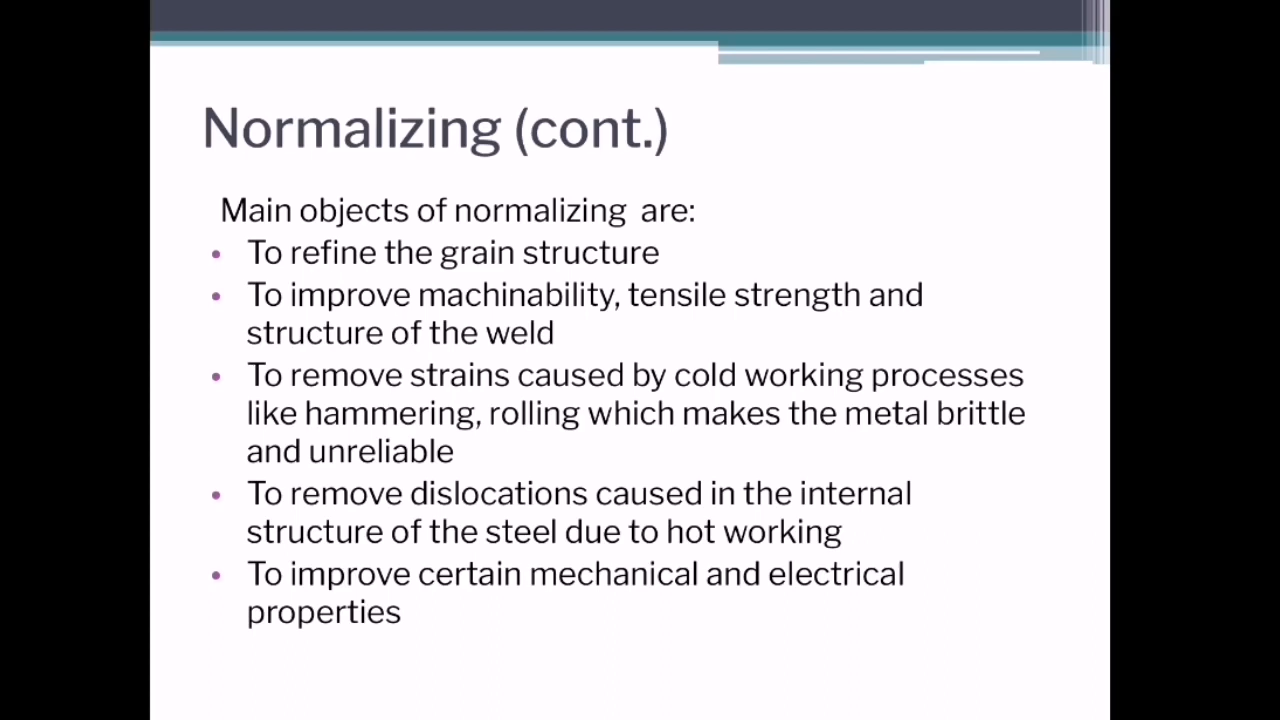 Normalizing (cont.)
Main objects of normalizing are:
• To refine the grain structure
• To improve machinability, tensile strength and
structure of the weld
• To remove strains caused by cold working processes
like hammering, rolling which makes the metal brittle
and unreliable
• To remove dislocations caused in the internal
structure of the steel due to hot working
• To improve certain mechanical and electrical
properties